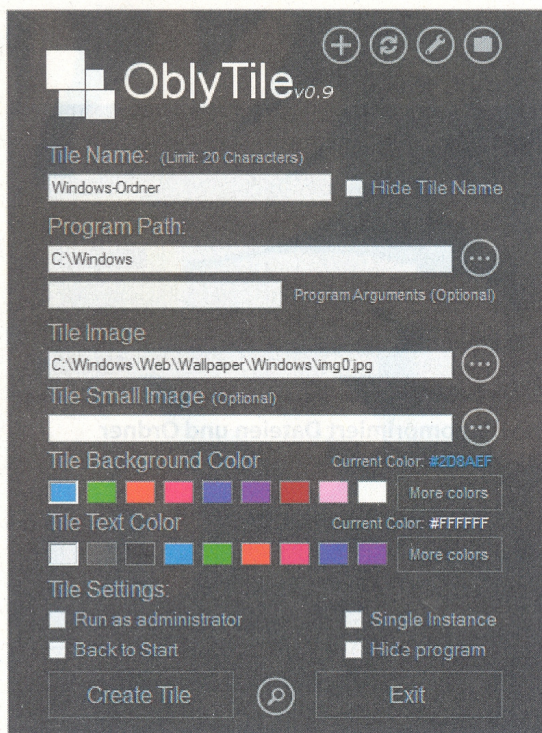 OblyTile v0.9
Tile Name: (Limit: 20 Characters)
Windows-Ordner
Hide Tile Name
Program Path:
C:\Windows
Program Arguments (Optional)
Tile Image
C:\Windows\Web\Wallpaper\Windows\img0.jpg
Tile Small Image (Optional)
Tile Background Color
Current Color: #2D8AEF
More colors
Tile Text Color
Current Color: #FFFFFF
More colors
Tile Settings:
Run as administrator
Single Instance
Back to Start
Hide program
Create Tile
Exit